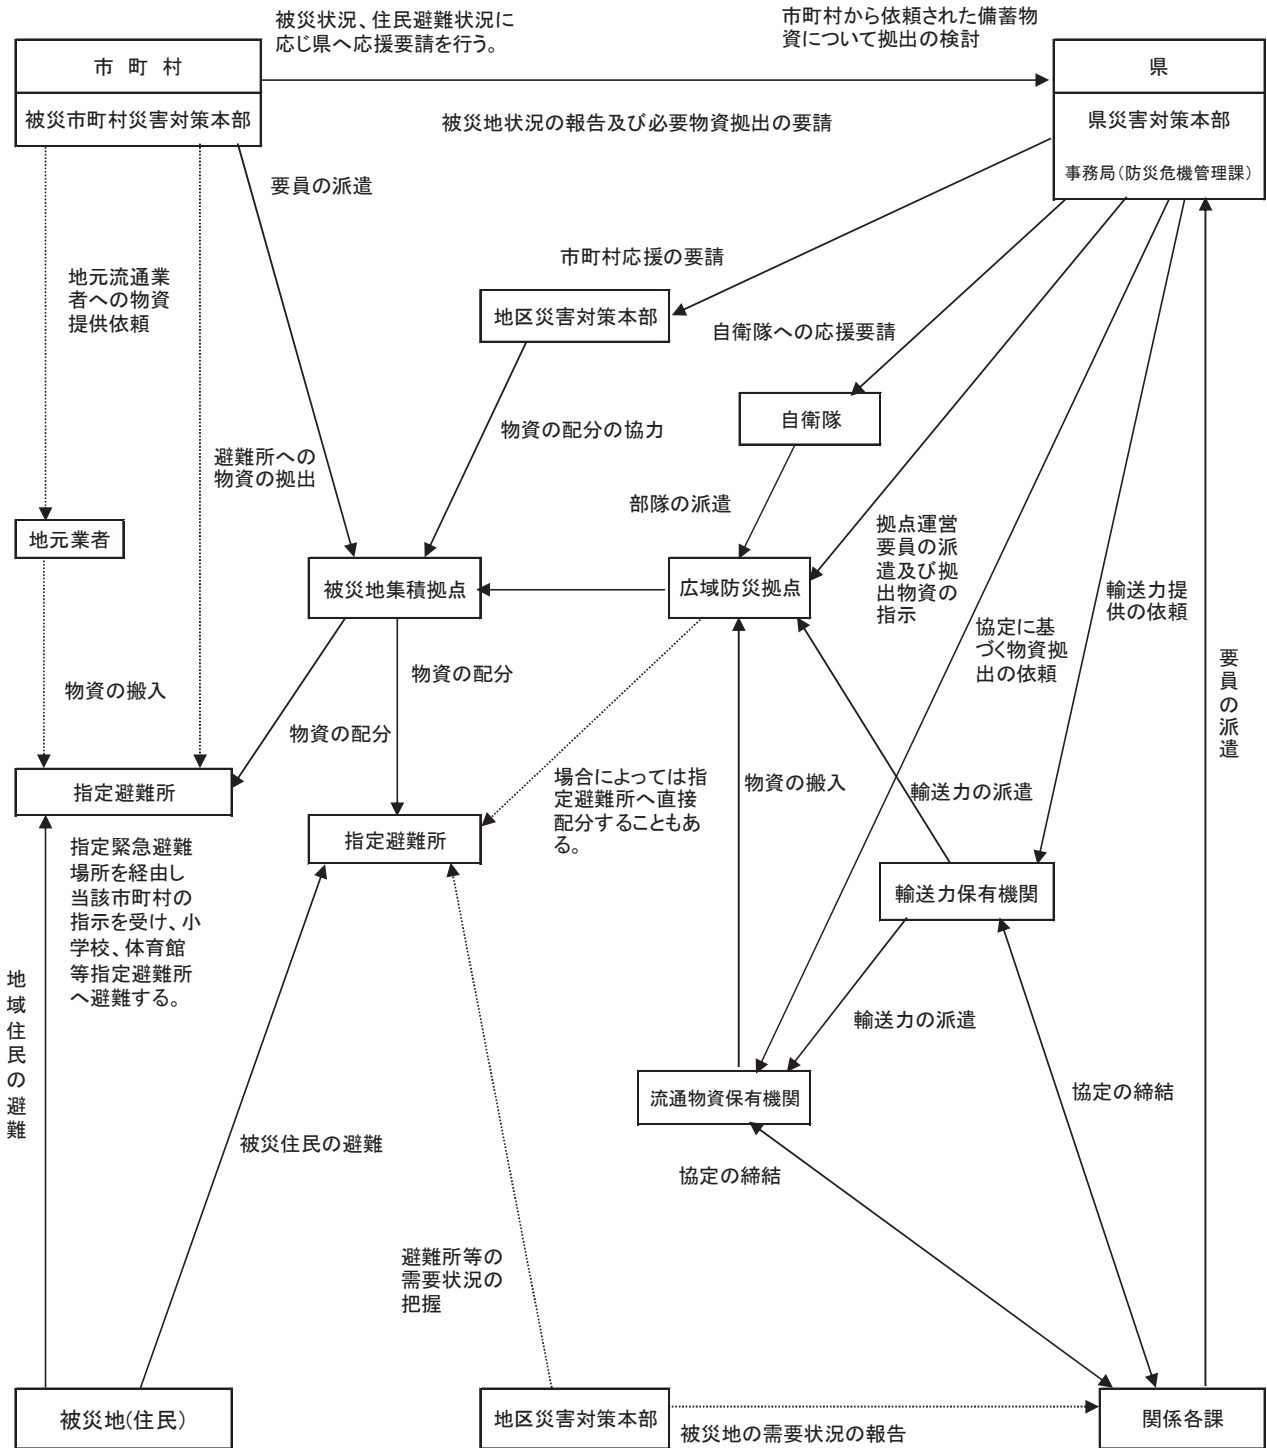 被災状況、住民避難状況に
応じ県へ応援要請を行う。
市町村から依頼された備蓄物
資について拠出の検討
市 町 村
被災市町村災害対策本部
県
県災害対策本部
事務局(防災危機管理課)
被災地状況の報告及び必要物資拠出の要請
要員の派遣
市町村応援の要請
地元流通業
者への物資
提供依頼
地区災害対策本部
自衛隊への応援要請
自衛隊
物資の配分の協力
避難所への
物資の拠出
部隊の派遣
地元業者
拠点運営
要員の派
遣及び拠
出物資の
指示
被災地集積拠点
広域防災拠点
輸送力提
供の依頼
協定に基
づく物資拠
出の依頼
要員の派遣
物資の搬入
物資の配分
物資の配分
指定避難所
場合によっては指
定避難所へ直接
配分することもあ
る。
物資の搬入
輸送力の派遣
指定避難所
指定緊急避難
場所を経由し
当該市町村の
指示を受け、小
学校、体育館
等指定避難所
へ避難する。
輸送力保有機関
地域住民の避難
輸送力の派遣
流通物資保有機関
協定の締結
被災住民の避難
協定の締結
避難所等の
需要状況の
把握
被災地(住民)
地区災害対策本部
被災地の需要状況の報告
関係各課